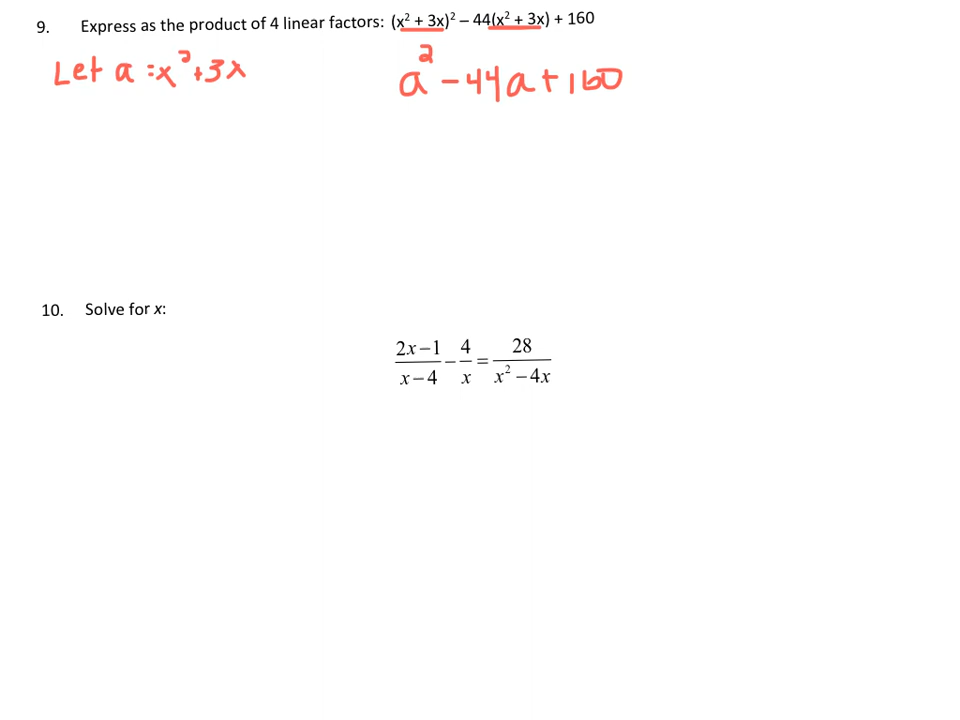 9. Express as the product of 4 linear factors: (x² + 3x)² – 44(x² + 3x) + 160
Let a = x² + 3x
a² - 44a + 160
10. Solve for x:
(2x – 1)/(x – 4) – 4/x = 28/(x² – 4x)